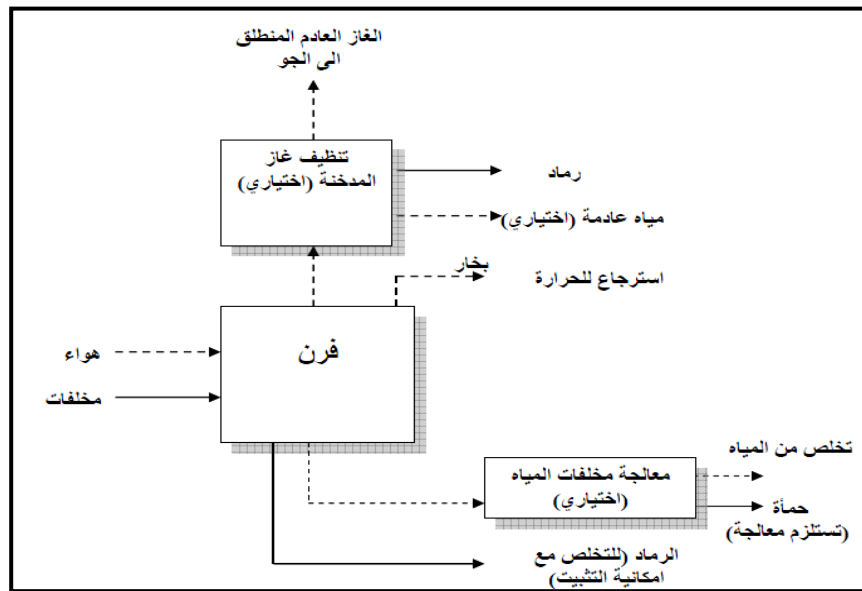 الغاز العادم المنطلق
الى الجو
تنظيف غاز
المدخنة (اختياري)
رماد
مياه عادمة (اختياري)
بخار
استرجاع للحرارة
فرن
هواء
مخلفات
تخلص من المياه
معالجة مخلفات المياه
(اختياري)
حمأة
(تستلزم معالجة)
الرماد (للتخلص مع
امكانية التثبيت)